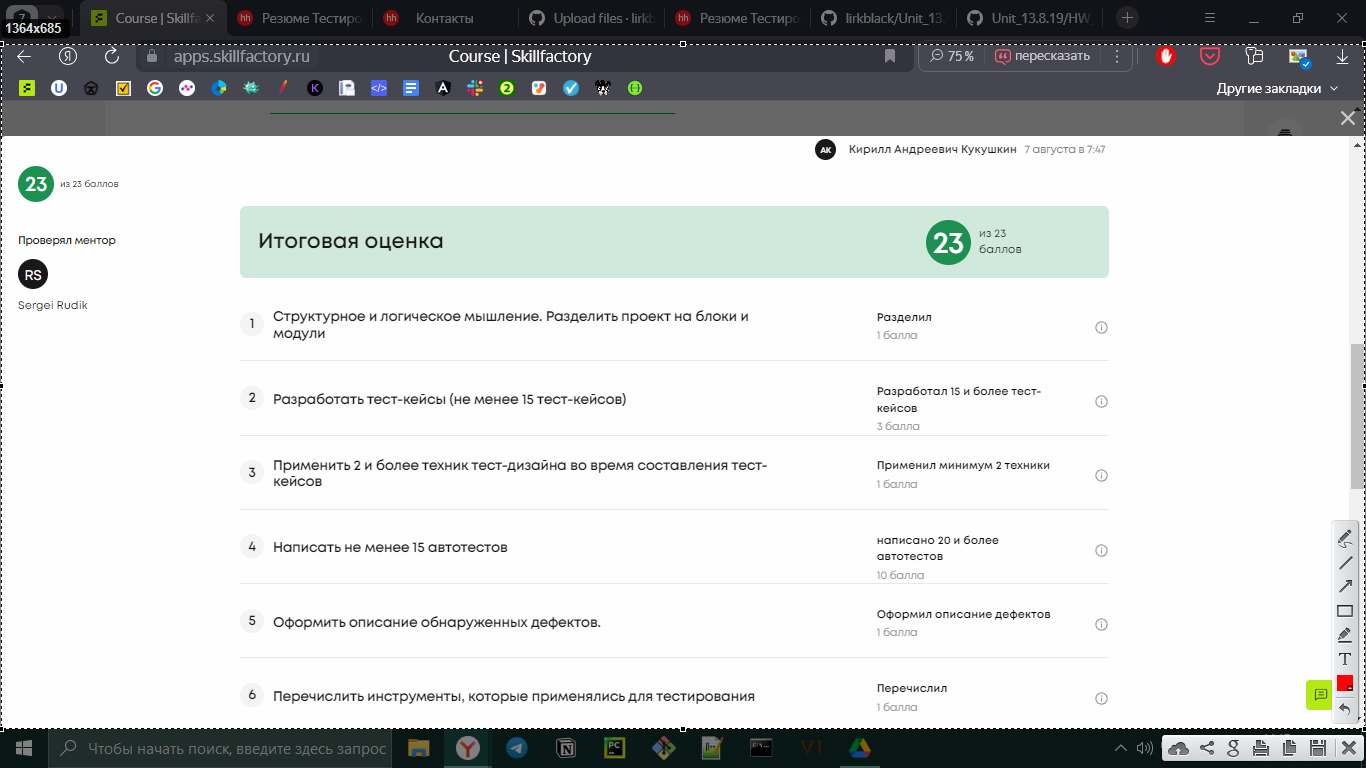 7
Course | Skillfa
Резюме Тестиро
Контакты
Upload files · lirkb
Резюме Тестиро
lirkblack/Unit_13.
Unit_13.8.19/HW
1364x685
apps.skillfactory.ru
Course | Skillfactory
75 %
пересказать
Другие закладки
АК
Кирилл Андреевич Кукушкин 7 августа в 7:47
23 из 23 баллов
Проверял ментор
RS
Sergei Rudik
Итоговая оценка
23 из 23
баллов
1
Структурное и логическое мышление. Разделить проект на блоки и
модули
Разделил
1 балла
2
Разработать тест-кейсы (не менее 15 тест-кейсов)
Разработал 15 и более тест-
кейсов
3 балла
3
Применить 2 и более техник тест-дизайна во время составления тест-
кейсов
Применил минимум 2 техники
1 балла
4
Написать не менее 15 автотестов
написано 20 и более
автотестов
10 балла
5
Оформить описание обнаруженных дефектов.
Оформил описание дефектов
1 балла
6
Перечислить инструменты, которые применялись для тестирования
Перечислил
1 балла
Чтобы начать поиск, введите здесь запрос